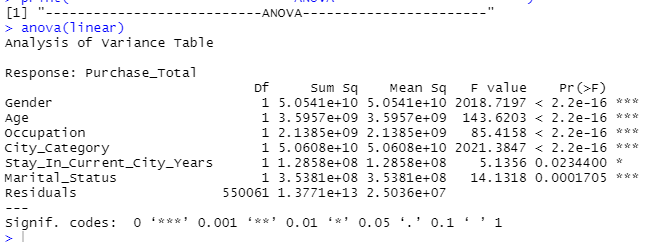 [1] "---------------------------ANOVA-----------------------"
> anova(linear)
Analysis of Variance Table
Response: Purchase_Total
Df Sum Sq Mean Sq F value Pr(>F)
Gender 1 5.0541e+10 5.0541e+10 2018.7197 < 2.2e-16 ***
Age 1 3.5957e+09 3.5957e+09 143.6203 < 2.2e-16 ***
Occupation 1 2.1385e+09 2.1385e+09 85.4158 < 2.2e-16 ***
City_Category 1 5.0608e+10 5.0608e+10 2021.3847 < 2.2e-16 ***
Stay_In_Current_City_Years 1 1.2858e+08 1.2858e+08 5.1356 0.0234400 *
Marital_Status 1 3.5381e+08 3.5381e+08 14.1318 0.0001705 ***
Residuals 550061 1.3771e+13 2.5036e+07
---
Signif. codes: 0 ‘***’ 0.001 ‘**’ 0.01 ‘*’ 0.05 ‘.’ 0.1 ‘ ’ 1
>